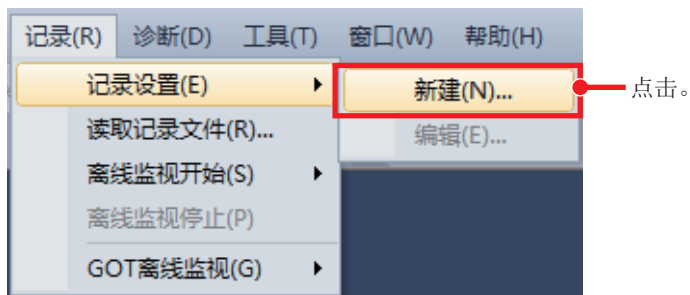 记录(R) 诊断(D) 工具(T) 窗口(W) 帮助(H)
记录设置(E) 新建(N)... 点击。
读取记录文件(R)... 编辑(E)...
离线监视开始(S)
离线监视停止(P)
GOT离线监视(G)